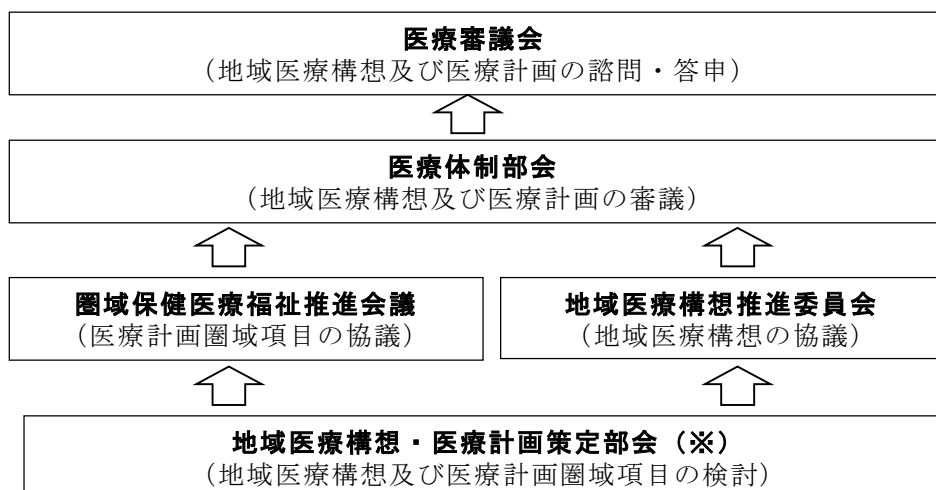 医療審議会
（地域医療構想及び医療計画の諮問・答申）
医療体制部会
（地域医療構想及び医療計画の審議）
圏域保健医療福祉推進会議
（医療計画圏域項目の協議）
地域医療構想推進委員会
（地域医療構想の協議）
地域医療構想・医療計画策定部会（※）
（地域医療構想及び医療計画圏域項目の検討）